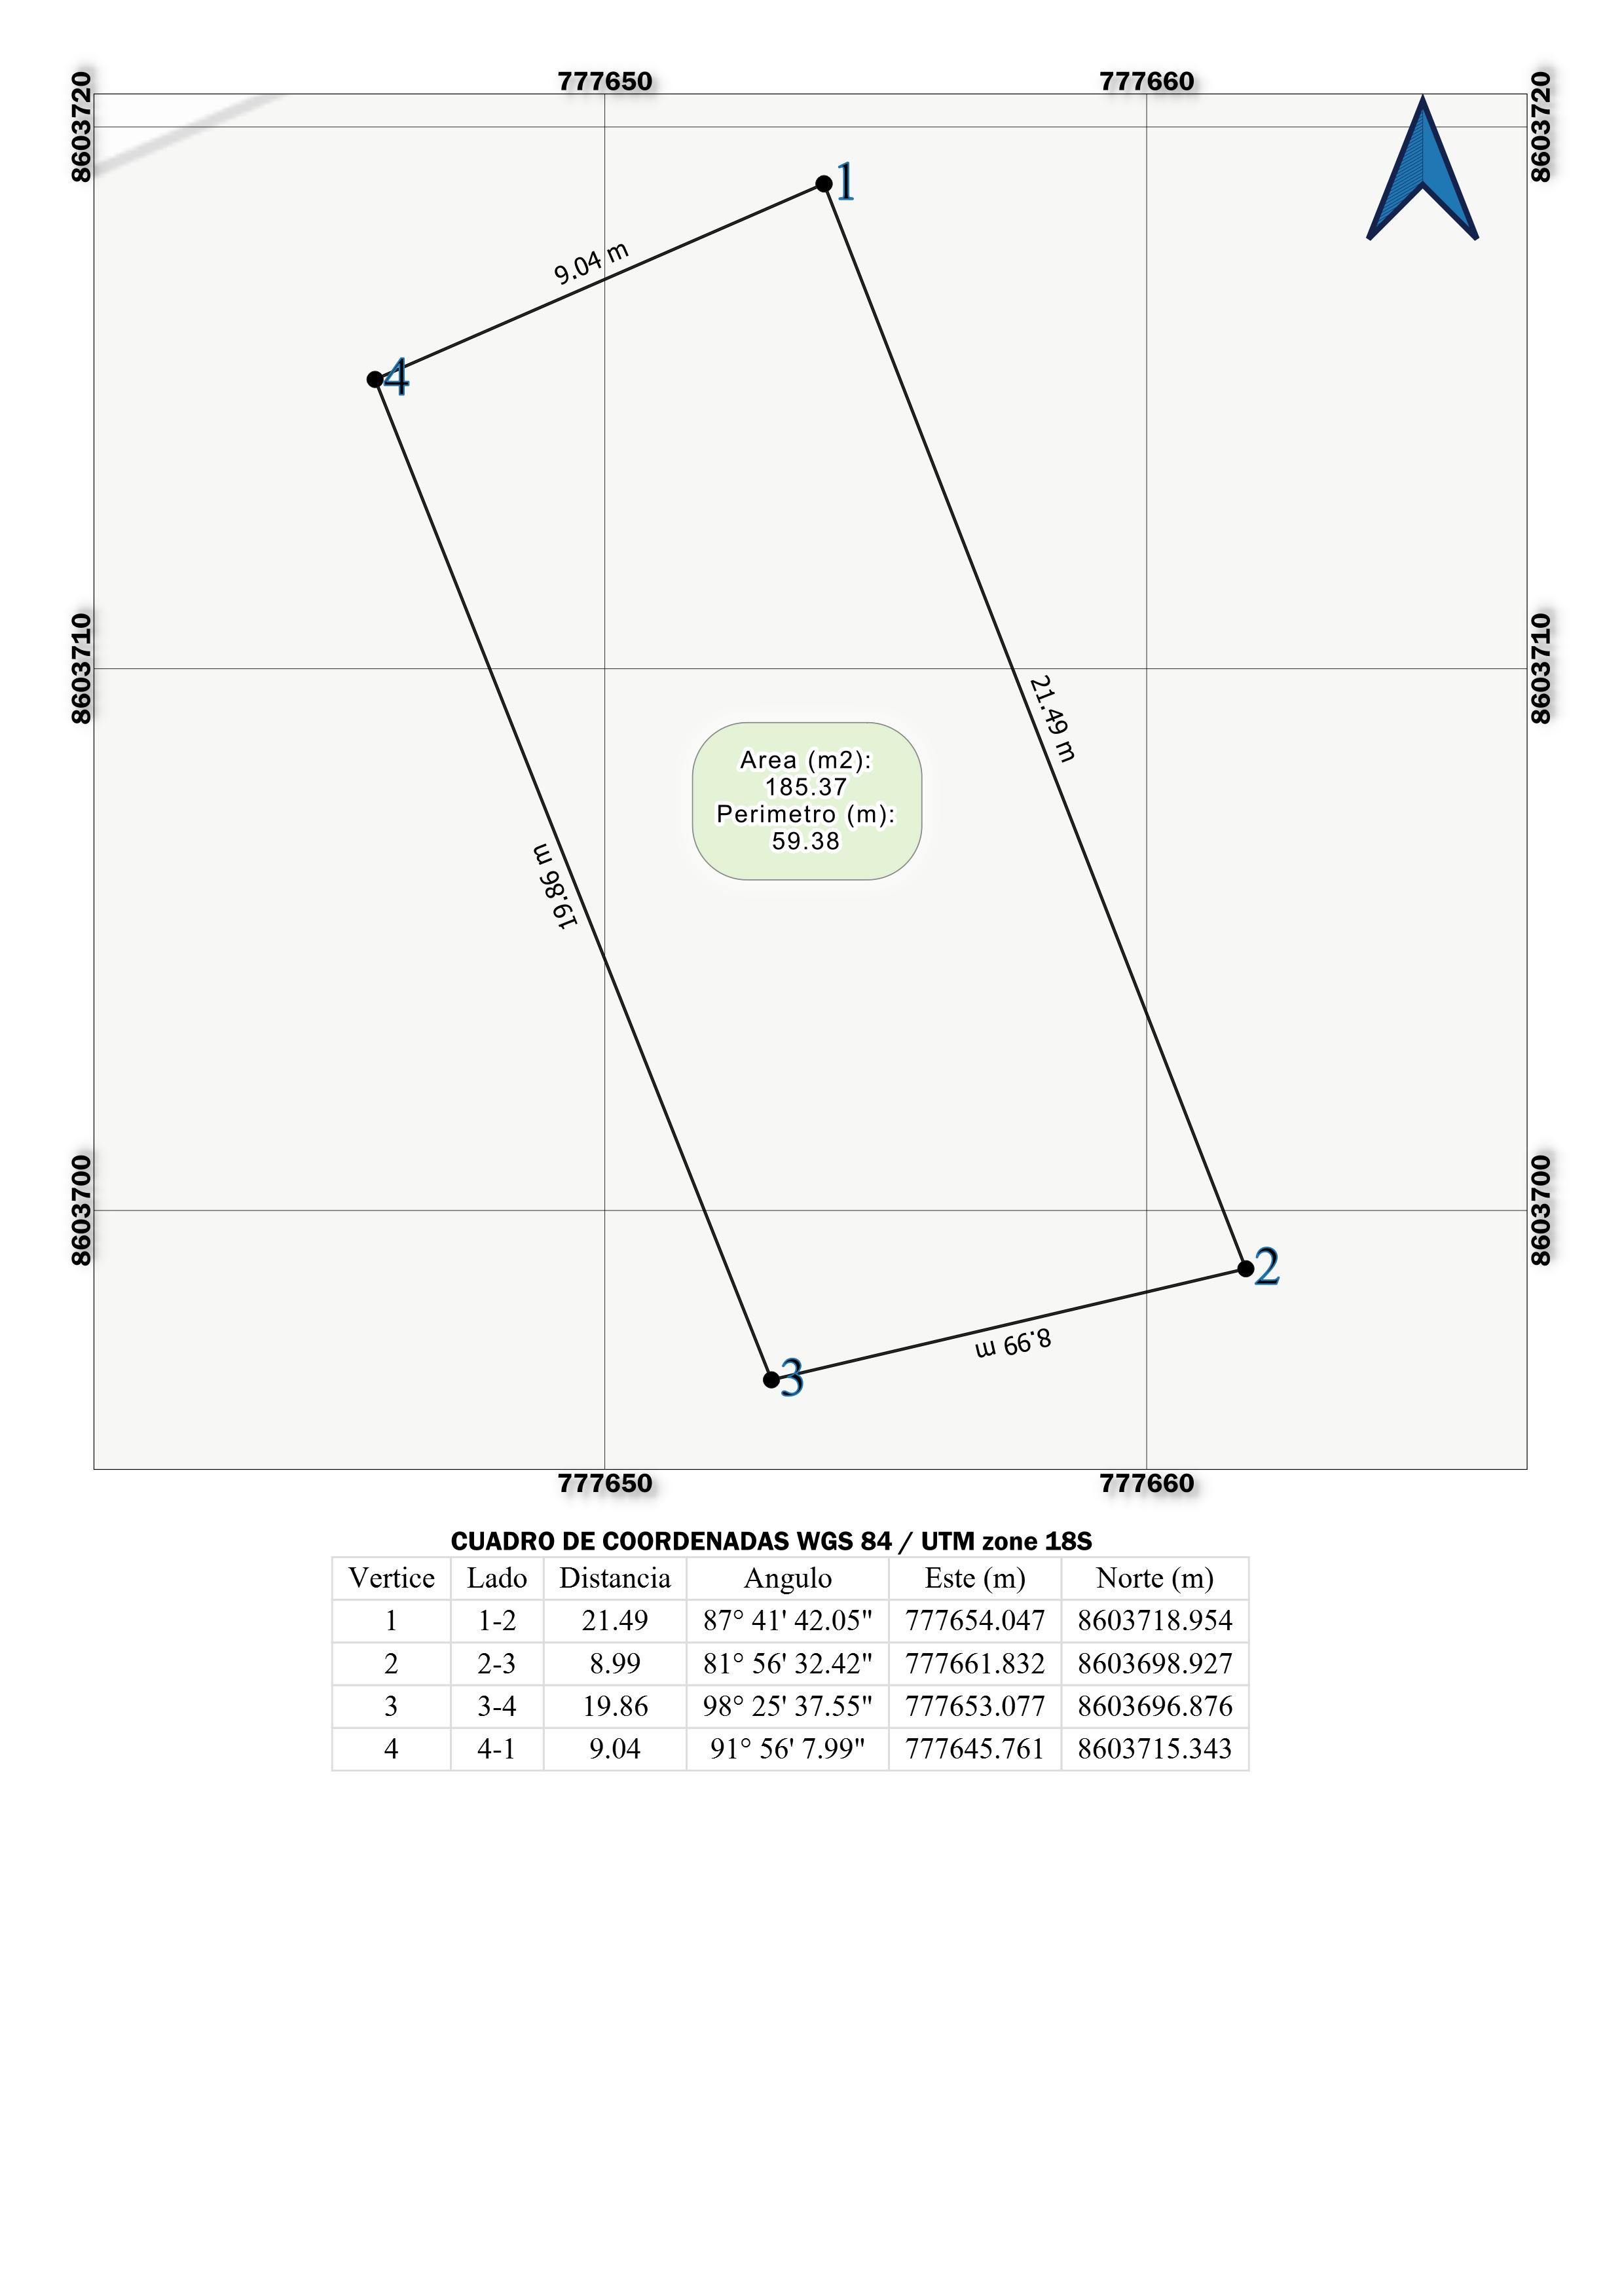 777650 777660
8603720 8603720
1
9.04 m
4
8603710 8603710
21.49 m
Area (m2):
185.37
Perimetro (m):
59.38
19.86 m
8603700 8603700
2
8.99 m
3
777650 777660
CUADRO DE COORDENADAS WGS 84 / UTM zone 18S
Vertice Lado Distancia Angulo Este (m) Norte (m)
1 1-2 21.49 87° 41' 42.05" 777654.047 8603718.954
2 2-3 8.99 81° 56' 32.42" 777661.832 8603698.927
3 3-4 19.86 98° 25' 37.55" 777653.077 8603696.876
4 4-1 9.04 91° 56' 7.99" 777645.761 8603715.343